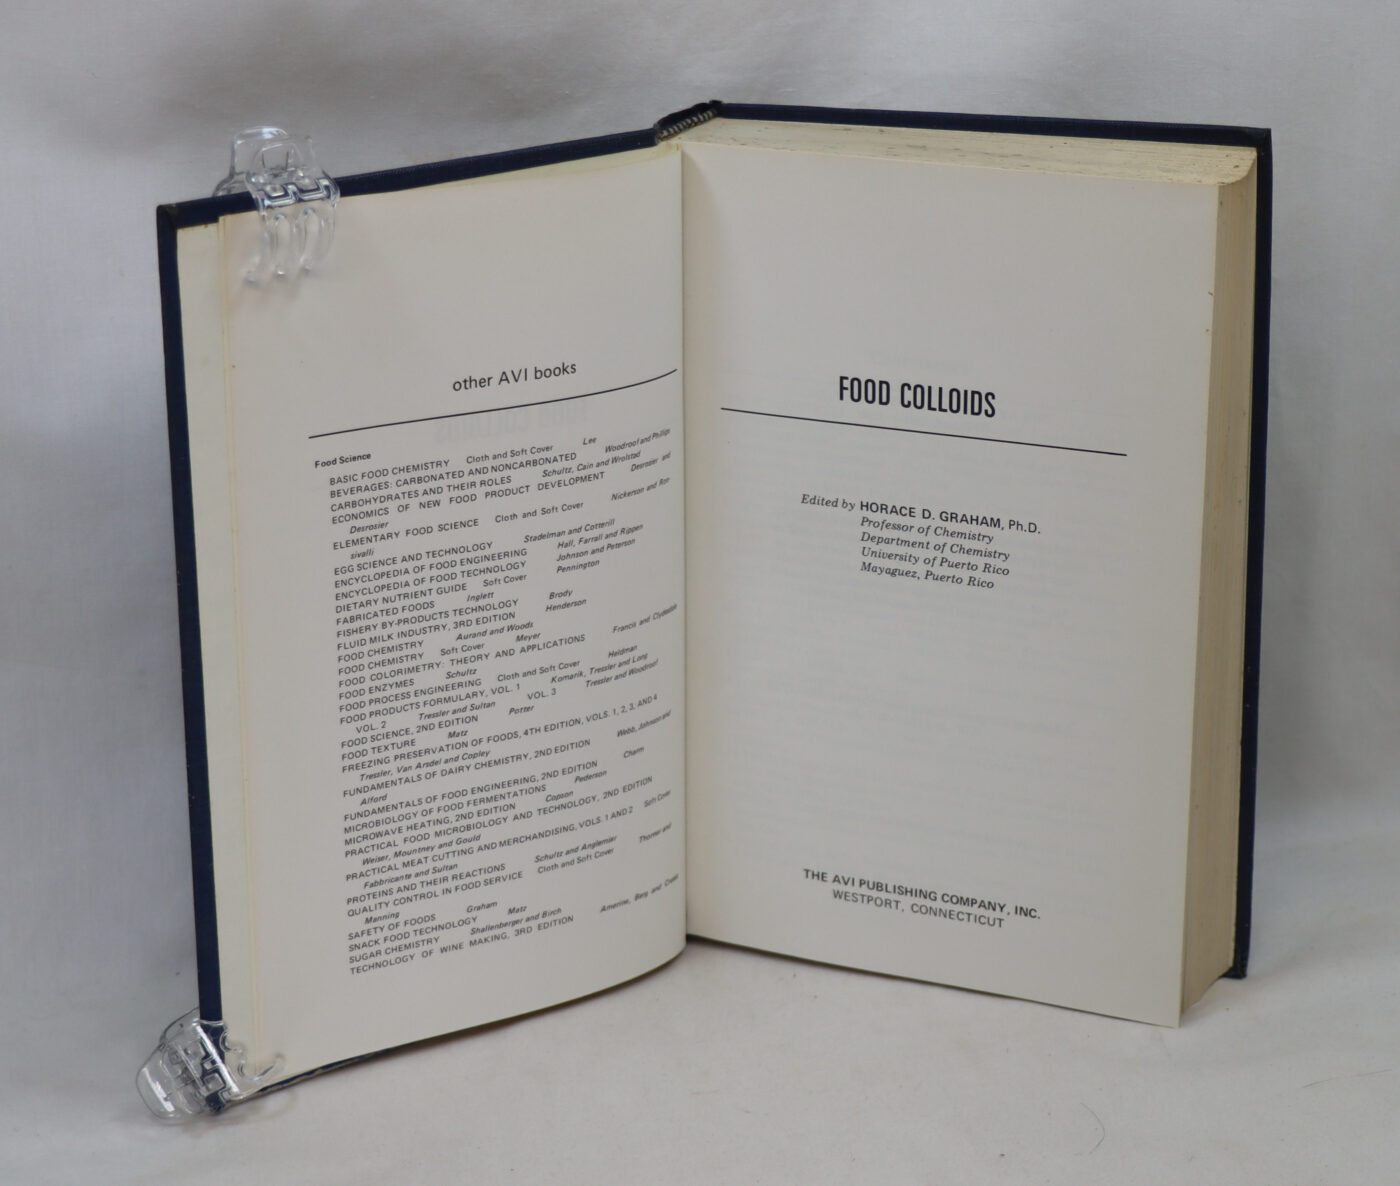 other AVI books
Food Science
BASIC FOOD CHEMISTRY Cloth and Soft Cover Lee
BEVERAGES: CARBONATED AND NONCARBONATED Woodroof and Phillips
CARBOHYDRATES AND THEIR ROLES Schultz, Cain and Wrolstad
ECONOMICS OF NEW FOOD PRODUCT DEVELOPMENT Desrosier and
Desrosier
ELEMENTARY FOOD SCIENCE Cloth and Soft Cover Nickerson and Ron-
sivalli
EGG SCIENCE AND TECHNOLOGY Stadelman and Cotterill
ENCYCLOPEDIA OF FOOD ENGINEERING Hall, Farrall and Rippen
ENCYCLOPEDIA OF FOOD TECHNOLOGY Johnson and Peterson
DIETARY NUTRIENT GUIDE Soft Cover Pennington
FABRICATED FOODS Inglett
FISHERY BY-PRODUCTS TECHNOLOGY Brody
FLUID MILK INDUSTRY, 3RD EDITION Henderson
FOOD CHEMISTRY Aurand and Woods
FOOD CHEMISTRY Soft Cover Meyer
FOOD COLORIMETRY: THEORY AND APPLICATIONS Francis and Clydesdale
FOOD ENZYMES Schultz
FOOD PROCESS ENGINEERING Cloth and Soft Cover Heldman
FOOD PRODUCTS FORMULARY, VOL. 1 Komarik, Tressler and Long
VOL. 2 Tressler and Sultan VOL. 3 Tressler and Woodroof
FOOD SCIENCE, 2ND EDITION Potter
FOOD TEXTURE Matz
FREEZING PRESERVATION OF FOODS, 4TH EDITION, VOLS. 1, 2, 3, AND 4
Tressler, Van Arsdel and Copley
FUNDAMENTALS OF DAIRY CHEMISTRY, 2ND EDITION Webb, Johnson and
Alford
FUNDAMENTALS OF FOOD ENGINEERING, 2ND EDITION Charm
MICROBIOLOGY OF FOOD FERMENTATIONS Pederson
MICROWAVE HEATING, 2ND EDITION Copson
PRACTICAL FOOD MICROBIOLOGY AND TECHNOLOGY, 2ND EDITION
Weiser, Mountney and Gould
PRACTICAL MEAT CUTTING AND MERCHANDISING, VOLS. 1 AND 2 Soft Cover
Fabbricante and Sultan
PROTEINS AND THEIR REACTIONS Schultz and Anglemier
QUALITY CONTROL IN FOOD SERVICE Cloth and Soft Cover Thorner and
Manning
SAFETY OF FOODS Graham
SNACK FOOD TECHNOLOGY Matz
SUGAR CHEMISTRY Shallenberger and Birch
TECHNOLOGY OF WINE MAKING, 3RD EDITION Amerine, Berg and Cruess
FOOD COLLOIDS
Edited by HORACE D. GRAHAM, Ph.D.
Professor of Chemistry
Department of Chemistry
University of Puerto Rico
Mayaguez, Puerto Rico
THE AVI PUBLISHING COMPANY, INC.
WESTPORT, CONNECTICUT